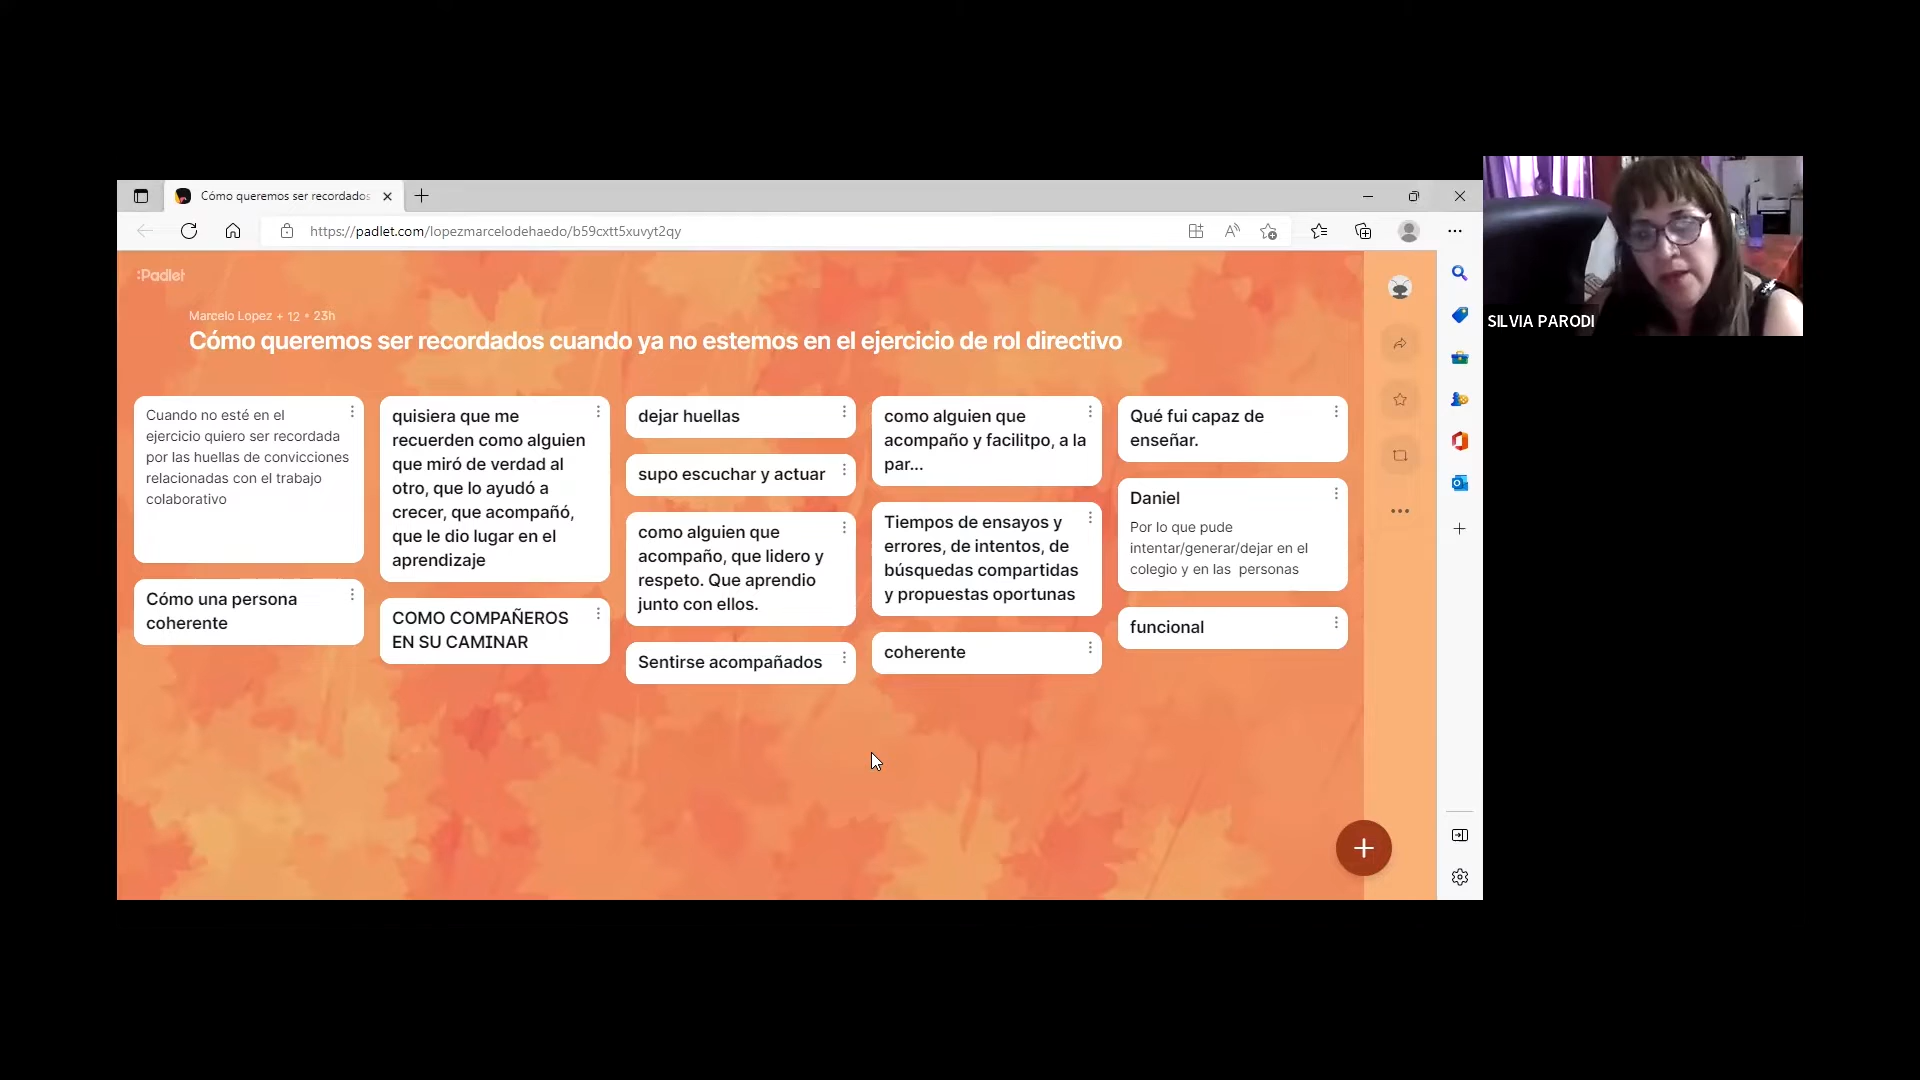 Cómo queremos ser recordados
https://padlet.com/lopezmarcelodehaedo/b59cxtt5xuvyt2qy
:Padlet
Marcelo Lopez + 12 • 23h
Cómo queremos ser recordados cuando ya no estemos en el ejercicio de rol directivo
Cuando no esté en el
ejercicio quiero ser recordada
por las huellas de convicciones
relacionadas con el trabajo
colaborativo
Cómo una persona
coherente
quisiera que me
recuerden como alguien
que miró de verdad al
otro, que lo ayudó a
crecer, que acompañó,
que le dio lugar en el
aprendizaje
COMO COMPAÑEROS
EN SU CAMINAR
dejar huellas
supo escuchar y actuar
como alguien que
acompaño, que lidero y
respeto. Que aprendio
junto con ellos.
Sentirse acompañados
como alguien que
acompaño y facilitpo, a la
par...
Tiempos de ensayos y
errores, de intentos, de
búsquedas compartidas
y propuestas oportunas
coherente
Qué fui capaz de
enseñar.
Daniel
Por lo que pude
intentar/generar/dejar en el
colegio y en las personas
funcional
SILVIA PARODI